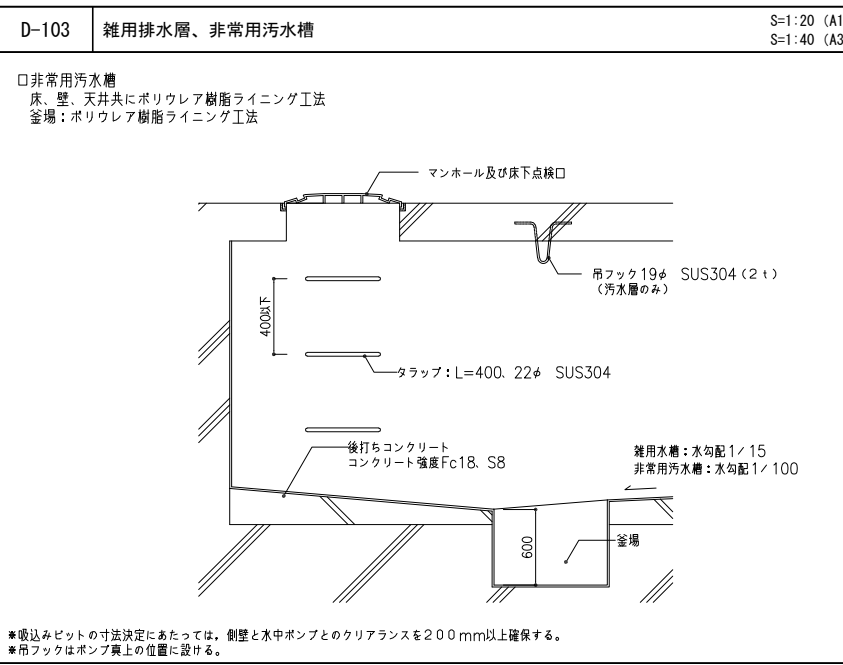 D-103
雑用排水層、非常用汚水槽
S=1:20 (A1
S=1:40 (A3
□非常用汚水槽
床、壁、天井共にポリウレア樹脂ライニング工法
釜場：ポリウレア樹脂ライニング工法
マンホール及び床下点検口
吊フック19φ SUS304(2t)
(汚水層のみ)
400以下
タラップ：L=400、22φ SUS304
後打ちコンクリート
コンクリート強度Fc18、S8
雑用水槽：水勾配1/15
非常用汚水槽：水勾配1/100
600
釜場
*吸込みピットの寸法決定にあたっては，側壁と水中ポンプとのクリアランスを200mm以上確保する。
*吊フックはポンプ真上の位置に設ける。